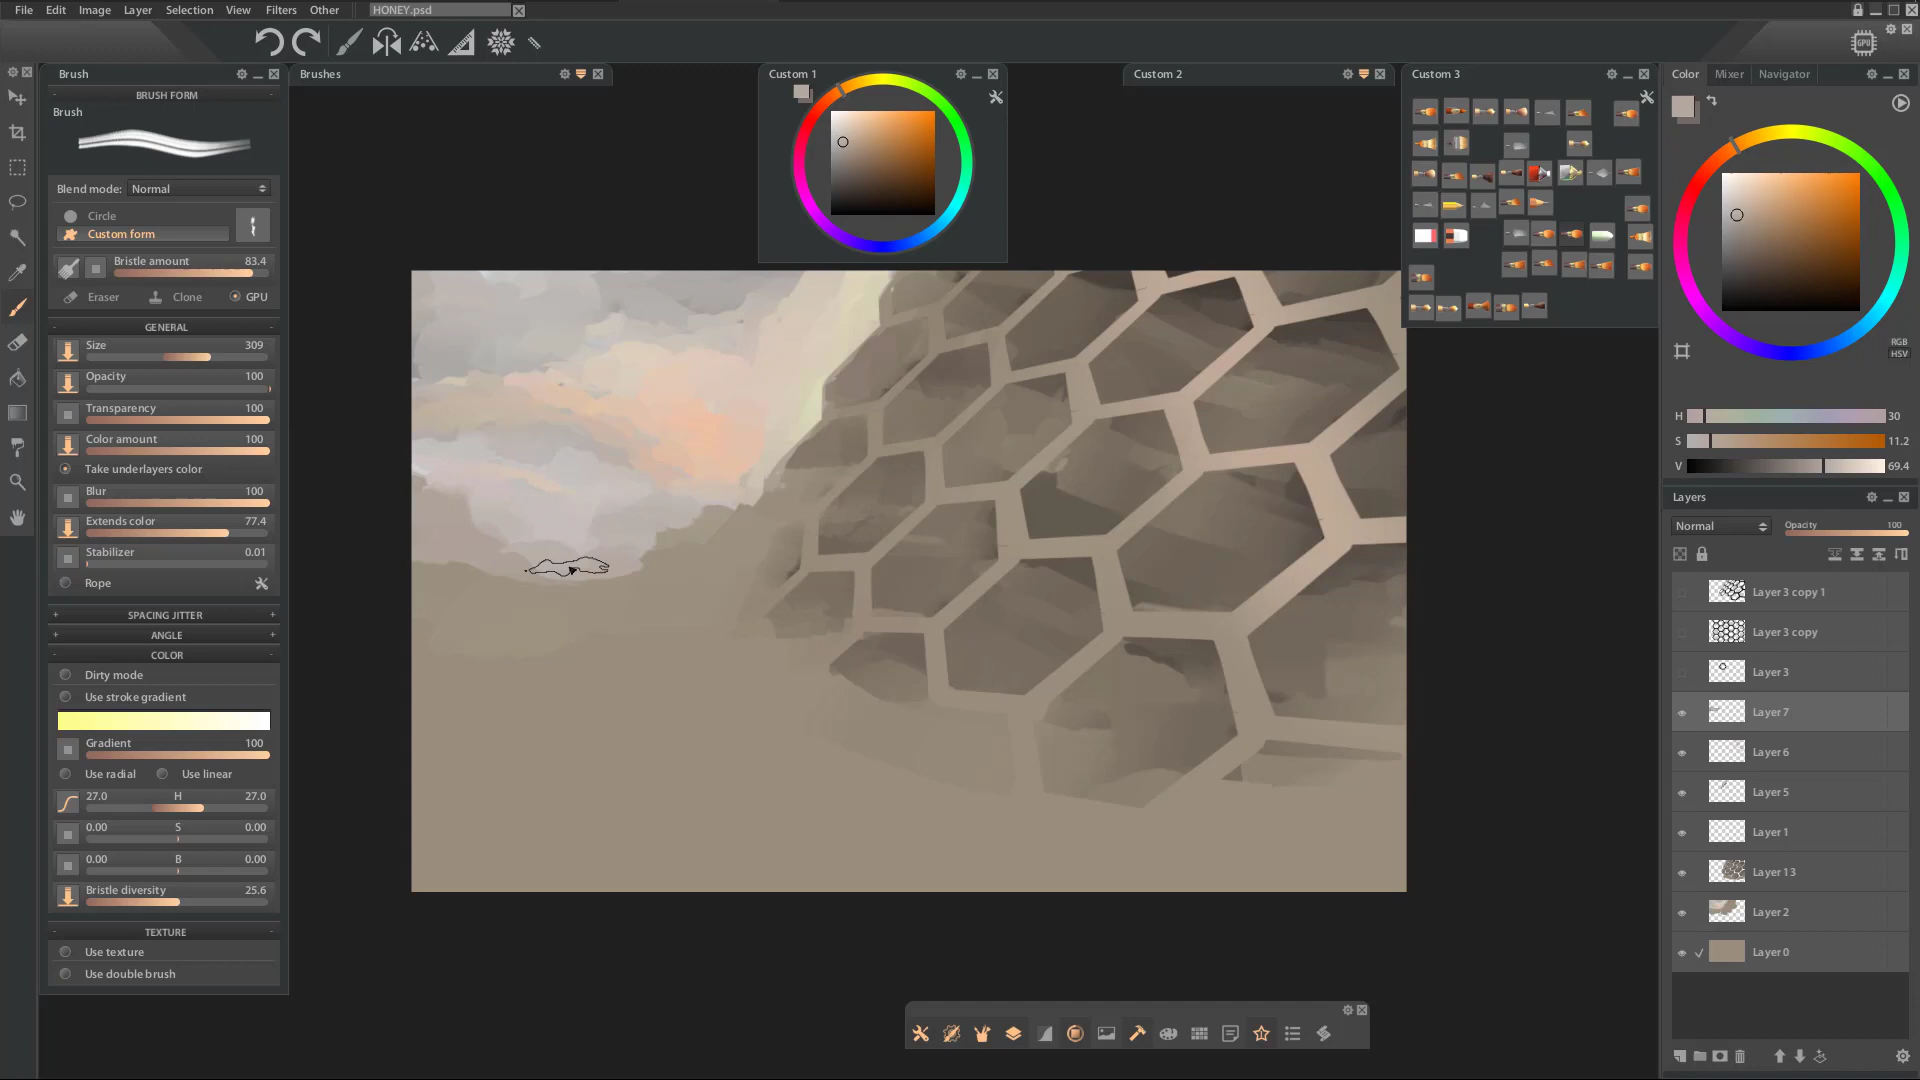 File Edit Image Layer Selection View Filters Other HONEY.psd
GPU
Brush
BRUSH FORM
Brush
Blend mode: Normal
Circle
Custom form
Bristle amount 83.4
Eraser Clone GPU
GENERAL
Size 309
Opacity 100
Transparency 100
Color amount 100
Take underlayers color
Blur 100
Extends color 77.4
Stabilizer 0.01
Rope
SPACING JITTER
ANGLE
COLOR
Dirty mode
Use stroke gradient
Gradient 100
Use radial Use linear
27.0 H 27.0
0.00 S 0.00
0.00 B 0.00
Bristle diversity 25.6
TEXTURE
Use texture
Use double brush
Brushes
Custom 1
Custom 2
Custom 3
Color Mixer Navigator
RGB
HSV
H 30
S 11.2
V 69.4
Layers
Normal Opacity 100
Layer 3 copy 1
Layer 3 copy
Layer 3
Layer 7
Layer 6
Layer 5
Layer 1
Layer 13
Layer 2
Layer 0